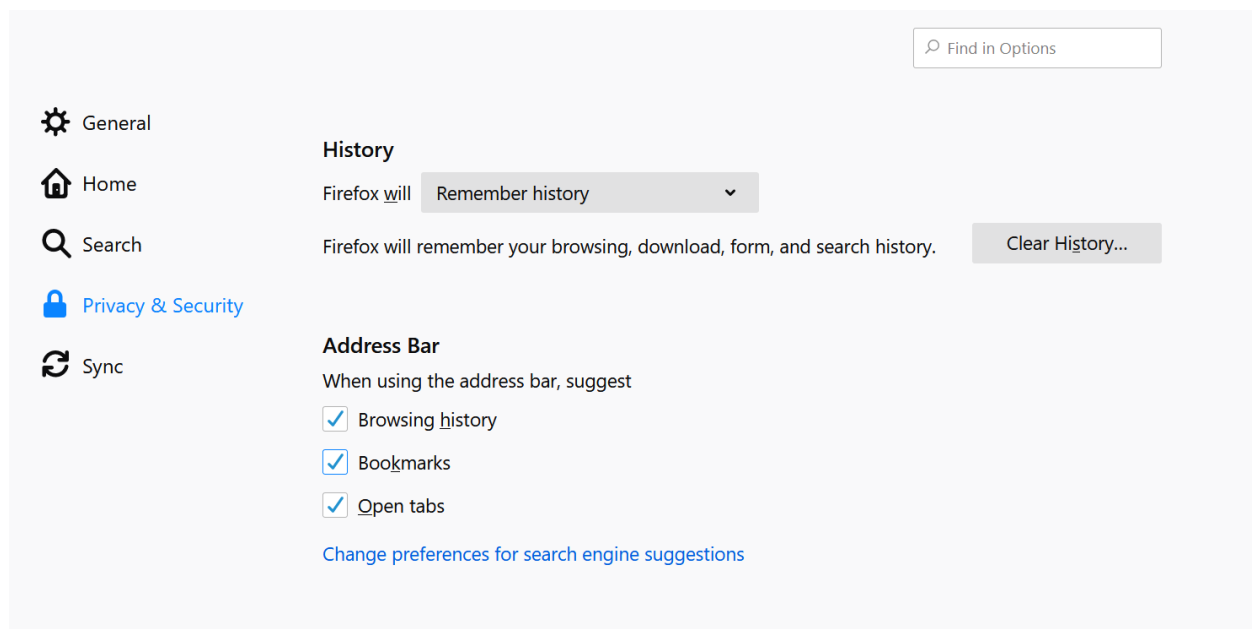 Find in Options
General
Home
Search
Privacy & Security
Sync
History
Firefox will Remember history
Firefox will remember your browsing, download, form, and search history.
Clear History...
Address Bar
When using the address bar, suggest
Browsing history
Bookmarks
Open tabs
Change preferences for search engine suggestions